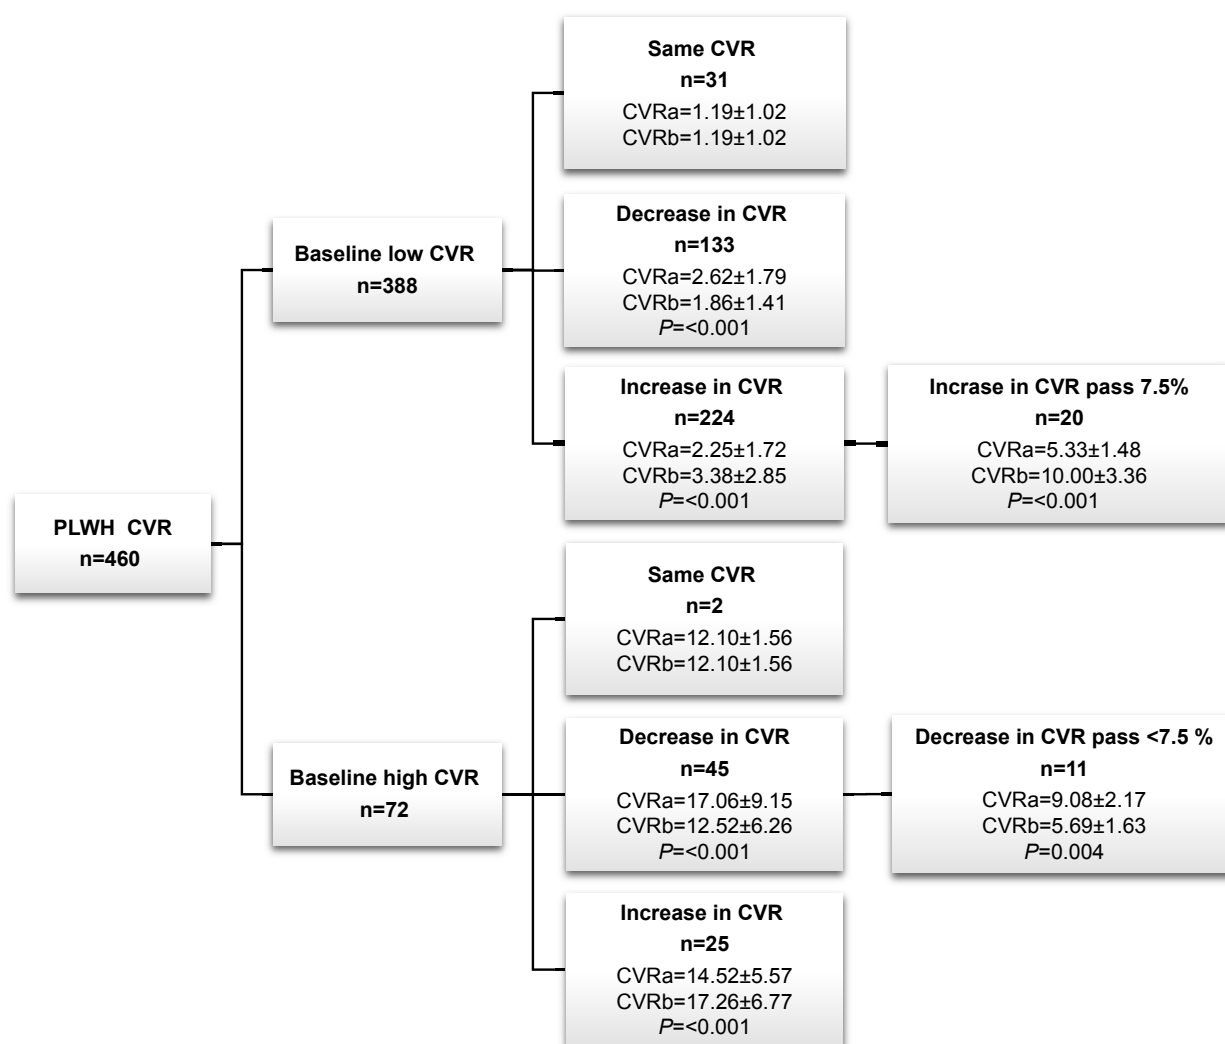 PLWH CVR
n=460
Baseline low CVR
n=388
Same CVR
n=31
CVRa=1.19±1.02
CVRb=1.19±1.02
Decrease in CVR
n=133
CVRa=2.62±1.79
CVRb=1.86±1.41
P=<0.001
Increase in CVR
n=224
CVRa=2.25±1.72
CVRb=3.38±2.85
P=<0.001
Incrase in CVR pass 7.5%
n=20
CVRa=5.33±1.48
CVRb=10.00±3.36
P=<0.001
Baseline high CVR
n=72
Same CVR
n=2
CVRa=12.10±1.56
CVRb=12.10±1.56
Decrease in CVR
n=45
CVRa=17.06±9.15
CVRb=12.52±6.26
P=<0.001
Decrease in CVR pass <7.5 %
n=11
CVRa=9.08±2.17
CVRb=5.69±1.63
P=0.004
Increase in CVR
n=25
CVRa=14.52±5.57
CVRb=17.26±6.77
P=<0.001